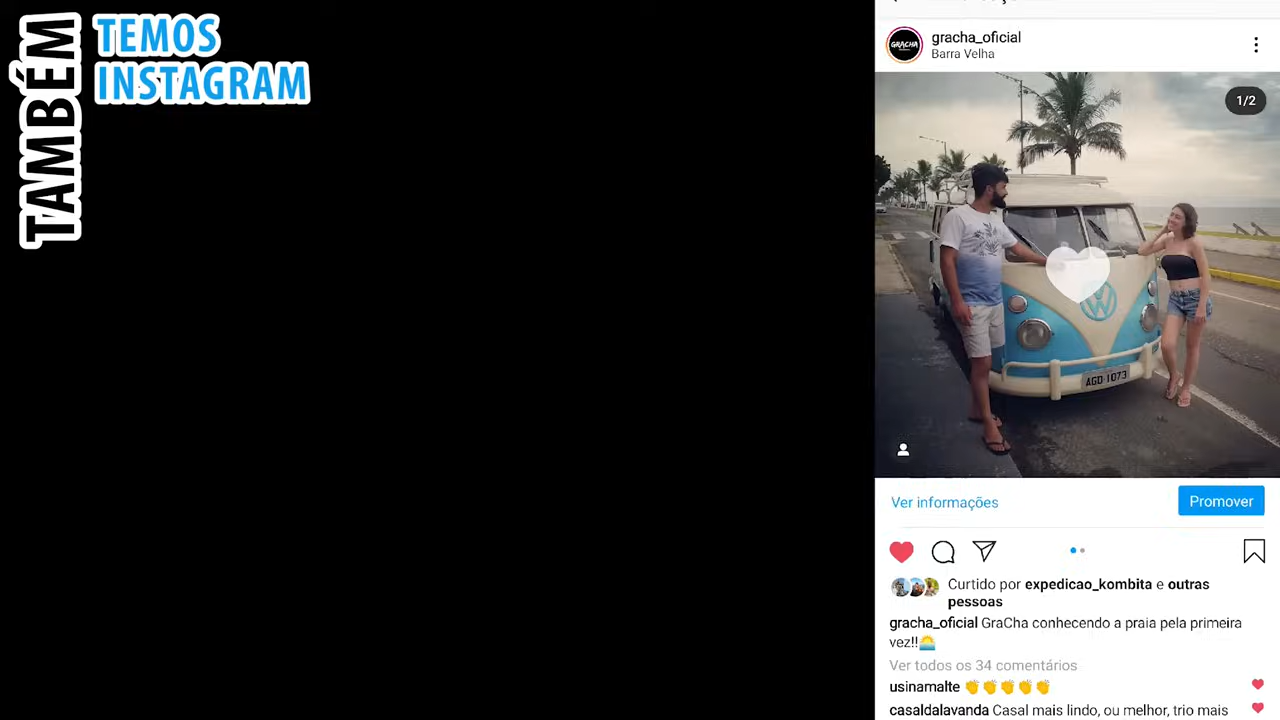 TAMBÉM
TEMOS
INSTAGRAM
gracha_oficial
Barra Velha
GRACHA
1/2
AGD 1073
Ver informações
Promover
Curtido por expedicao_kombita e outras
pessoas
gracha_oficial GraCha conhecendo a praia pela primeira
vez!!🌅
Ver todos os 34 comentários
usinamalte 👏👏👏👏👏
casaldalavanda Casal mais lindo, ou melhor, trio mais